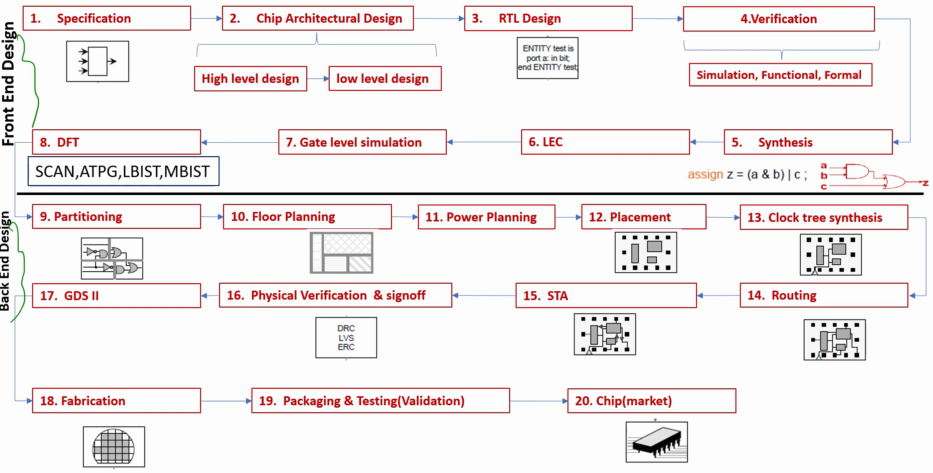 Front End Design
1. Specification
2. Chip Architectural Design
3. RTL Design
4.Verification
High level design
low level design
ENTITY test is
port a: in bit;
end ENTITY test;
Simulation, Functional, Formal
8. DFT
7. Gate level simulation
6. LEC
5. Synthesis
SCAN,ATPG,LBIST,MBIST
assign z = (a & b) | c ;
a
b
c
z
Back End Design
9. Partitioning
10. Floor Planning
11. Power Planning
12. Placement
13. Clock tree synthesis
17. GDS II
16. Physical Verification & signoff
15. STA
14. Routing
DRC
LVS
ERC
18. Fabrication
19. Packaging & Testing(Validation)
20. Chip(market)